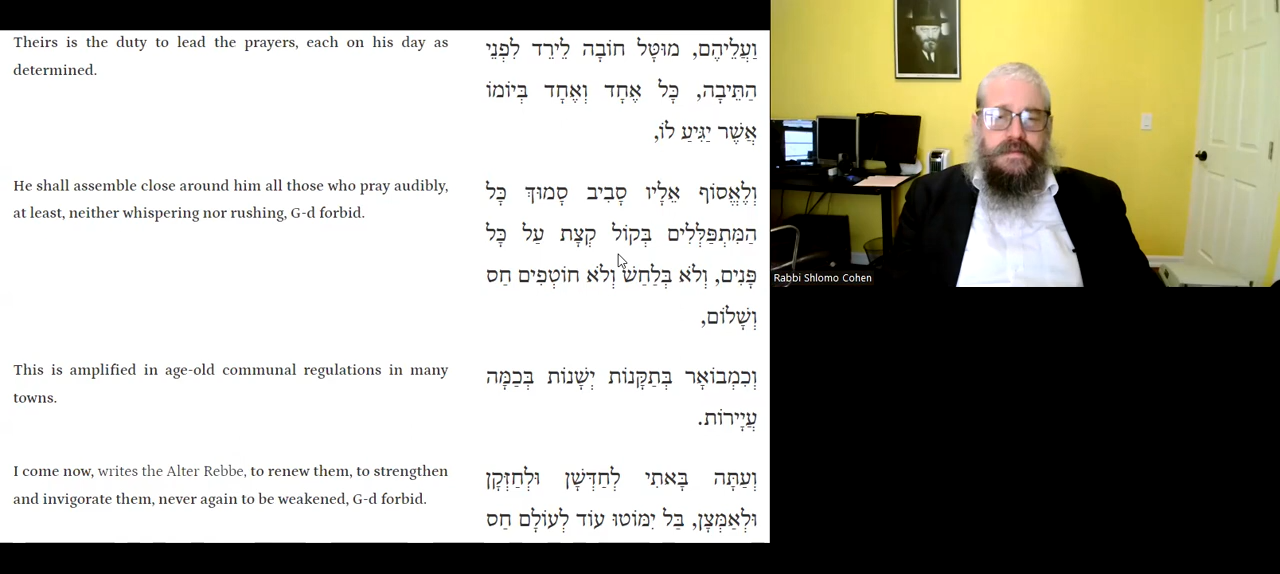 Theirs is the duty to lead the prayers, each on his day as
determined.
וַעֲלֵיהֶם, מוּטָּל חוֹבָה לֵירֵד לִפְנֵי
הַתֵּיבָה, כָּל אֶחָד וְאֶחָד בְּיוֹמוֹ
אֲשֶׁר יַגִּיעַ לוֹ,
He shall assemble close around him all those who pray audibly,
at least, neither whispering nor rushing, G-d forbid.
וְלֶאֱסוֹף אֵלָיו סָבִיב סָמוּךְ כָּל
הַמִּתְפַּלְּלִים בְּקוֹל קְצָת עַל כָּל
פָּנִים, וְלֹא בְּלַחַשׁ וְלֹא חוֹטְפִים חַס
וְשָׁלוֹם,
This is amplified in age-old communal regulations in many
towns.
וְכִמְבוֹאָר בְּתַקָּנוֹת יְשָׁנוֹת בְּכַמָּה
עֲיָירוֹת.
I come now, writes the Alter Rebbe, to renew them, to strengthen
and invigorate them, never again to be weakened, G-d forbid.
וְעַתָּה בָּאתִי לְחַדְּשָׁן וּלְחַזְּקָן
וּלְאַמְּצָן, בַּל יִמּוֹטוּ עוֹד לְעוֹלָם חַס
Rabbi Shlomo Cohen